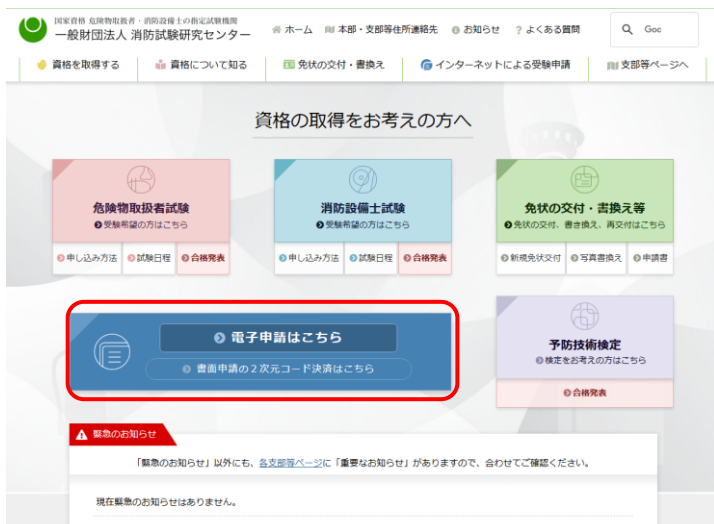 国家資格 危険物取扱者・消防設備士の指定試験機関
一般財団法人 消防試験研究センター
ホーム 本部・支部等住所連絡先 お知らせ ? よくある質問 Goc
資格を取得する 資格について知る 免状の交付・書換え インターネットによる受験申請 支部等ページへ
資格の取得をお考えの方へ
危険物取扱者試験
受験希望の方はこちら
申し込み方法 試験日程 合格発表
消防設備士試験
受験希望の方はこちら
申し込み方法 試験日程 合格発表
免状の交付・書換え等
免状の交付、書き換え、再交付はこちら
新規免状交付 写真書換え 申請書
電子申請はこちら
書面申請の2次元コード決済はこちら
予防技術検定
検定をお考えの方はこちら
合格発表
緊急のお知らせ
「緊急のお知らせ」以外にも、各支部等ページに「重要なお知らせ」がありますので、合わせてご確認ください。
現在緊急のお知らせはありません。